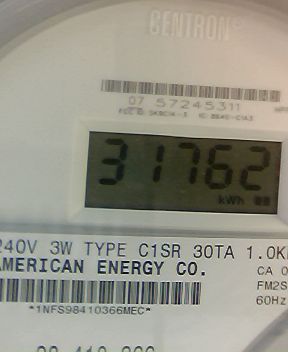 CENTRON®
07 57245311
31762
kWh
240V 3W TYPE C1SR 30TA 1.0K
AMERICAN ENERGY CO.
CA 0
FM2S
60Hz
*1NFS98410366MEC*